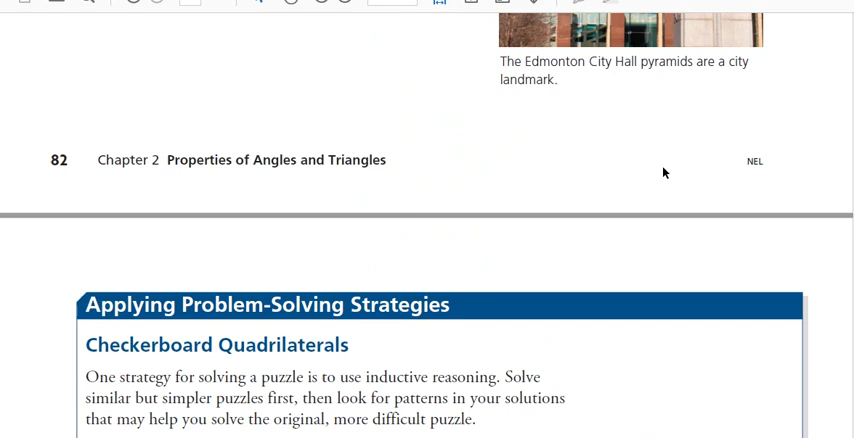 The Edmonton City Hall pyramids are a city
landmark.
82 Chapter 2 Properties of Angles and Triangles NEL
Applying Problem-Solving Strategies
Checkerboard Quadrilaterals
One strategy for solving a puzzle is to use inductive reasoning. Solve
similar but simpler puzzles first, then look for patterns in your solutions
that may help you solve the original, more difficult puzzle.